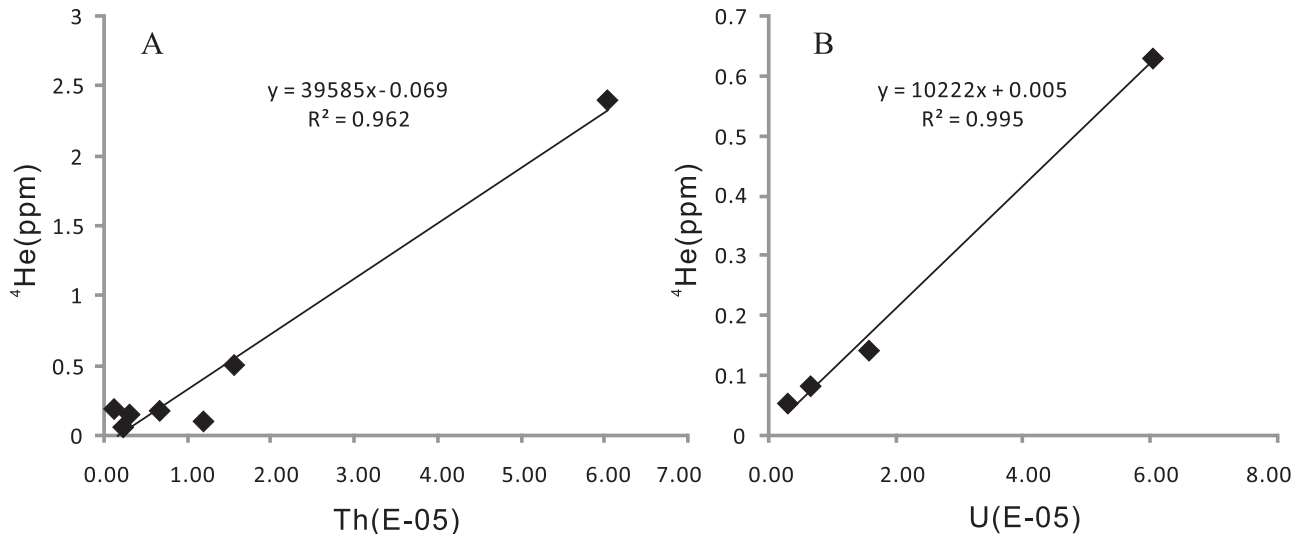 A
y = 39585x - 0.069
R² = 0.962
3
2.5
2
1.5
1
0.5
0
⁴He(ppm)
0.00 1.00 2.00 3.00 4.00 5.00 6.00 7.00
Th(E-05)
B
y = 10222x + 0.005
R² = 0.995
0.7
0.6
0.5
0.4
0.3
0.2
0.1
0
⁴He(ppm)
0.00 2.00 4.00 6.00 8.00
U(E-05)